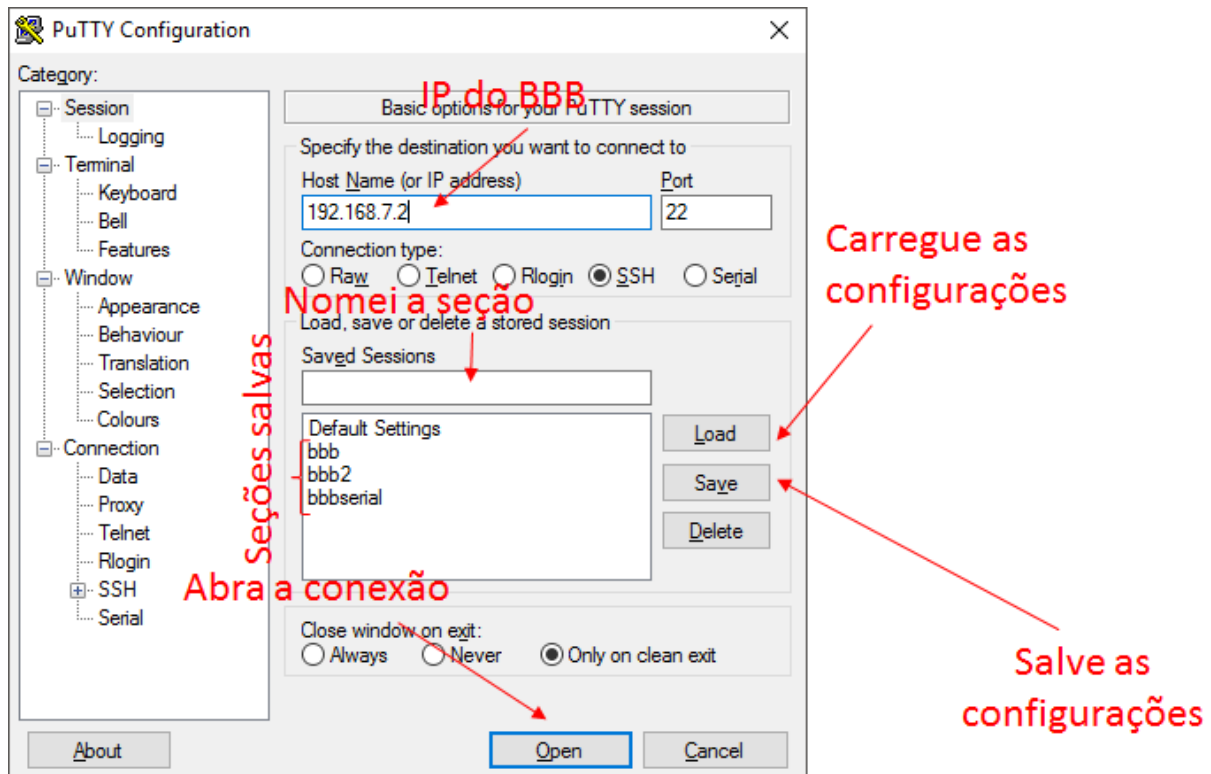 PuTTY Configuration
Category:
Session
Logging
Terminal
Keyboard
Bell
Features
Window
Appearance
Behaviour
Translation
Selection
Colours
Connection
Data
Proxy
Telnet
Rlogin
SSH
Serial
IP do BBB
Basic options for your PuTTY session
Specify the destination you want to connect to
Host Name (or IP address) Port
192.168.7.2 22
Connection type:
Raw Telnet Rlogin SSH Serial
Nomei a seção
Load, save or delete a stored session
Saved Sessions
Default Settings
bbb
bbb2
bbbserial
Seções salvas
Load
Save
Delete
Abra a conexão
Close window on exit:
Always Never Only on clean exit
About Open Cancel
Carregue as
configurações
Salve as
configurações